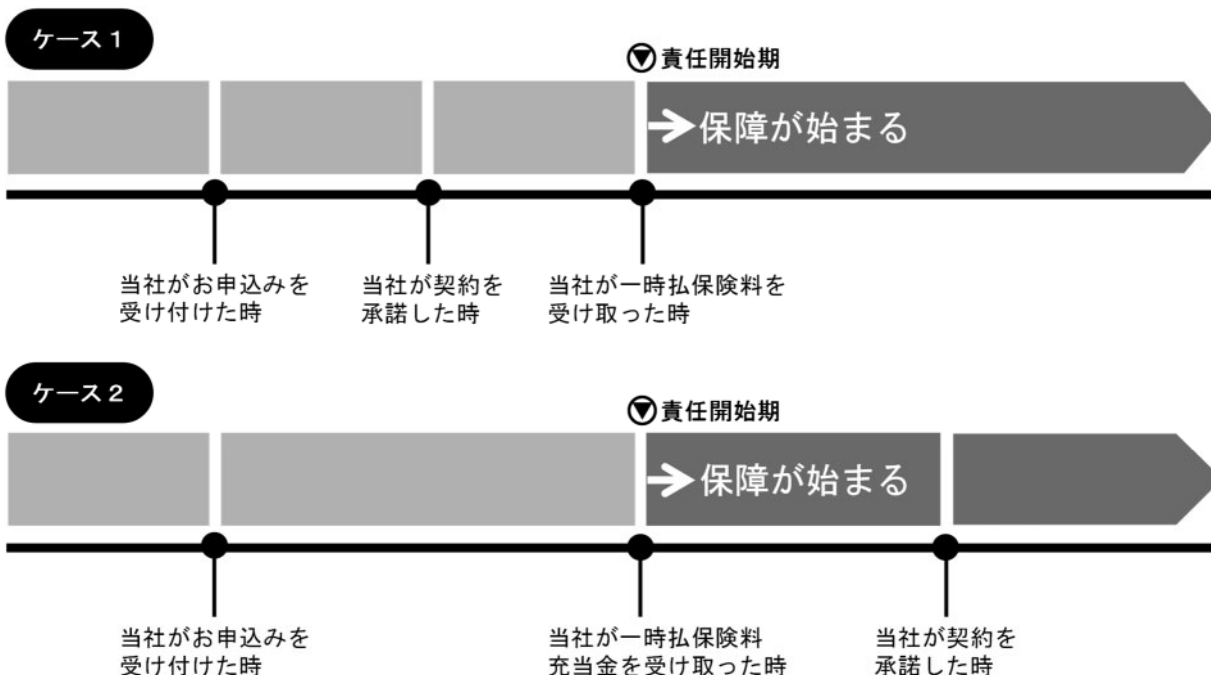 ケース1
責任開始期
保障が始まる
当社がお申込みを
受け付けた時
当社が契約を
承諾した時
当社が一時払保険料を
受け取った時
ケース2
責任開始期
保障が始まる
当社がお申込みを
受け付けた時
当社が一時払保険料
充当金を受け取った時
当社が契約を
承諾した時